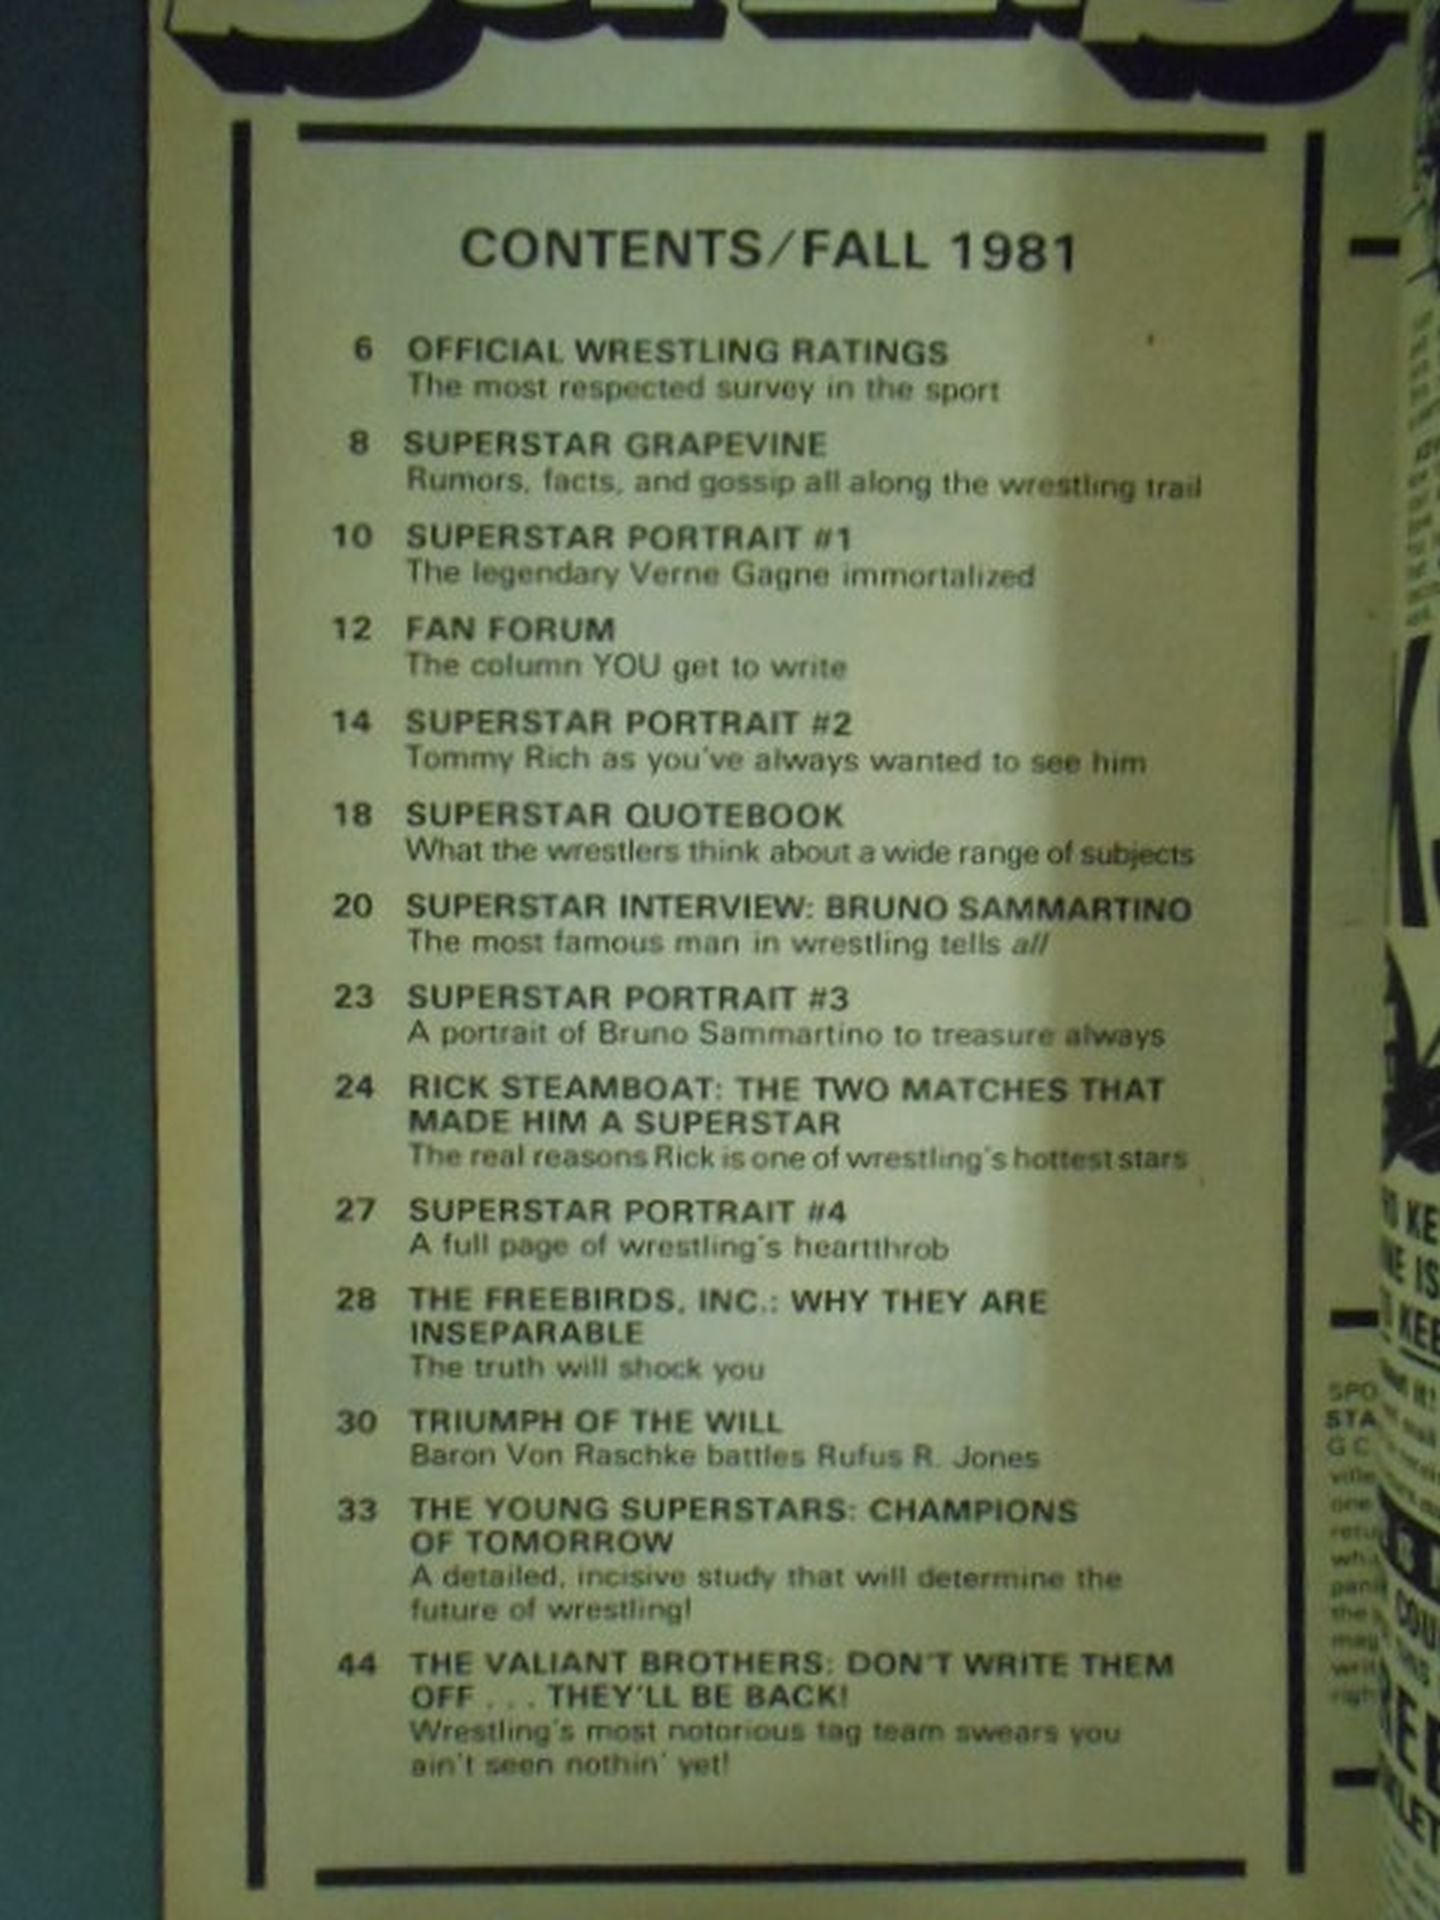 CONTENTS/FALL 1981
6 OFFICIAL WRESTLING RATINGS
The most respected survey in the sport
8 SUPERSTAR GRAPEVINE
Rumors, facts, and gossip all along the wrestling trail
10 SUPERSTAR PORTRAIT #1
The legendary Verne Gagne immortalized
12 FAN FORUM
The column YOU get to write
14 SUPERSTAR PORTRAIT #2
Tommy Rich as you've always wanted to see him
18 SUPERSTAR QUOTEBOOK
What the wrestlers think about a wide range of subjects
20 SUPERSTAR INTERVIEW: BRUNO SAMMARTINO
The most famous man in wrestling tells all
23 SUPERSTAR PORTRAIT #3
A portrait of Bruno Sammartino to treasure always
24 RICK STEAMBOAT: THE TWO MATCHES THAT
MADE HIM A SUPERSTAR
The real reasons Rick is one of wrestling's hottest stars
27 SUPERSTAR PORTRAIT #4
A full page of wrestling's heartthrob
28 THE FREEBIRDS, INC.: WHY THEY ARE
INSEPARABLE
The truth will shock you
30 TRIUMPH OF THE WILL
Baron Von Raschke battles Rufus R. Jones
33 THE YOUNG SUPERSTARS: CHAMPIONS
OF TOMORROW
A detailed, incisive study that will determine the
future of wrestling!
44 THE VALIANT BROTHERS: DON'T WRITE THEM
OFF . . . THEY'LL BE BACK!
Wrestling's most notorious tag team swears you
ain't seen nothin' yet!